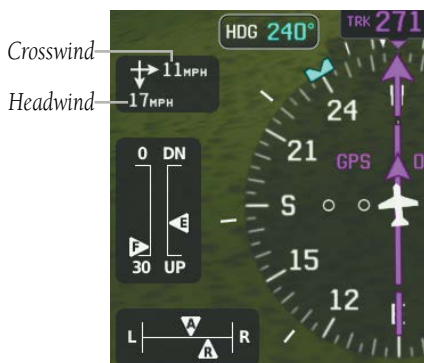 HDG 240°
TRK 271
Crosswind
11MPH
Headwind
17MPH
24
0 DN
21
GPS
E
S
F
30 UP
15
12
E
L A R
R